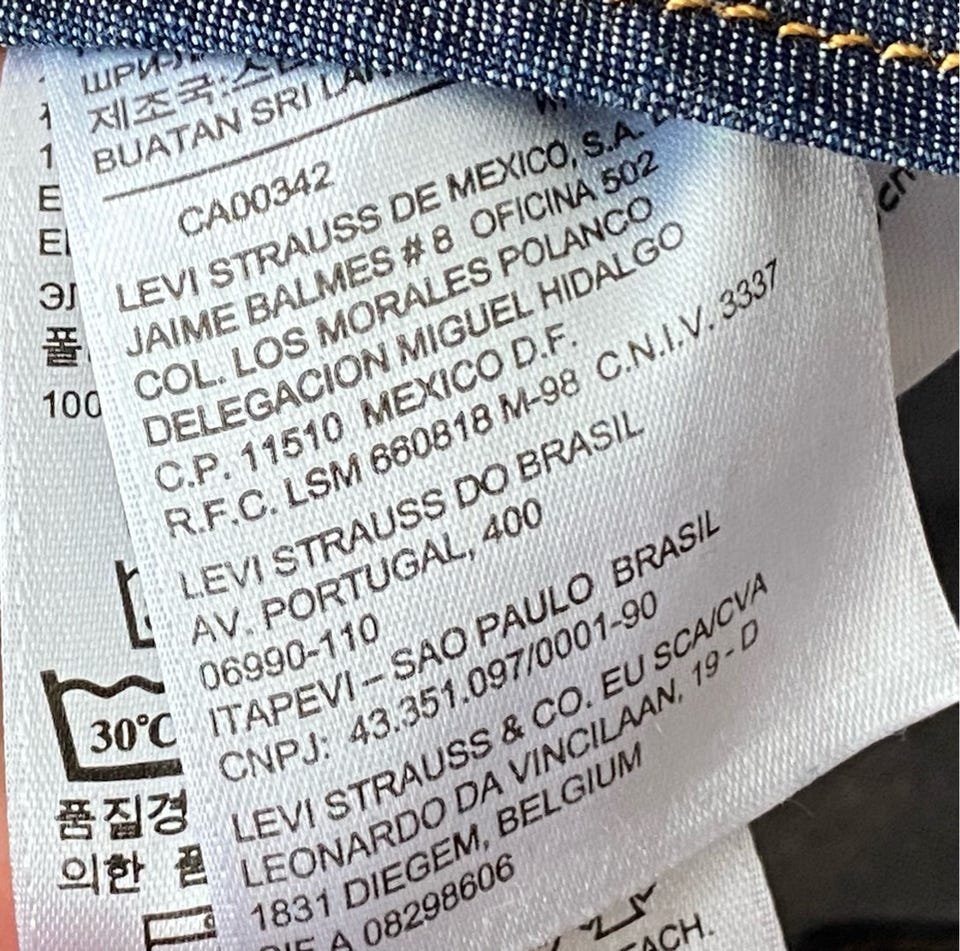 제조국:스
BUATAN SRI LAN
CA00342
LEVI STRAUSS DE MEXICO, S.A.
JAIME BALMES # 8 OFICINA 502
COL. LOS MORALES POLANCO
DELEGACION MIGUEL HIDALGO
C.P. 11510 MEXICO D.F.
R.F.C. LSM 660818 M-98 C.N.I.V. 3337
LEVI STRAUSS DO BRASIL
AV. PORTUGAL, 400
06990-110
ITAPEVI – SAO PAULO BRASIL
CNPJ: 43.351.097/0001-90
LEVI STRAUSS & CO. EU SCA/CVA
LEONARDO DA VINCILAAN, 19 - D
1831 DIEGEM, BELGIUM
CIF A 08298606
100
30°C
품질경
의한 품